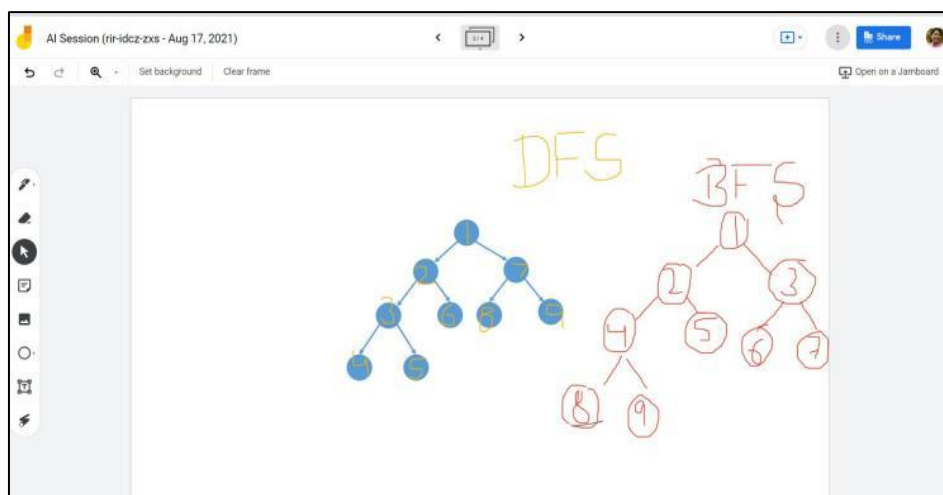 AI Session (rir-idcz-zxs - Aug 17, 2021)
Share
Set background
Clear frame
Open on a Jamboard
DFS
BFS
1
2
7
3
6
8
9
4
5
1
2
3
4
5
6
7
8
9